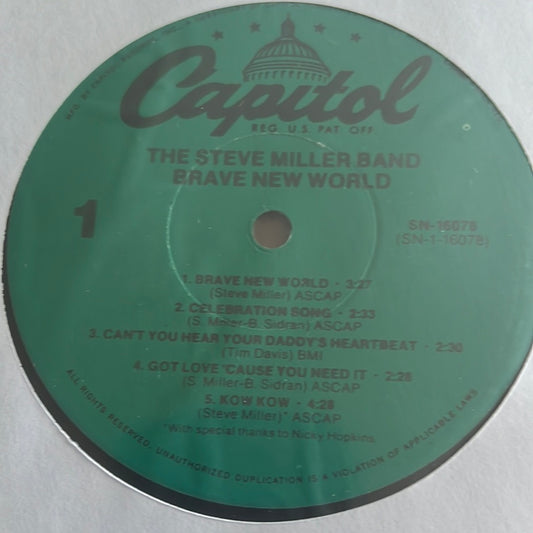 MFG. BY CAPITOL
Capitol
REG. U.S. PAT. OFF.
THE STEVE MILLER BAND
BRAVE NEW WORLD
1
SN-16078
(SN-1-16078)
1. BRAVE NEW WORLD · 3:27
(Steve Miller) ASCAP
2. CELEBRATION SONG · 2:33
(S. Miller-B. Sidran) ASCAP
3. CAN'T YOU HEAR YOUR DADDY'S HEARTBEAT · 2:30
(Tim Davis) BMI
4. GOT LOVE 'CAUSE YOU NEED IT · 2:28
(S. Miller-B. Sidran) ASCAP
5. KOW KOW · 4:28
(Steve Miller)* ASCAP
*With special thanks to Nicky Hopkins.
ALL RIGHTS RESERVED. UNAUTHORIZED DUPLICATION IS A VIOLATION OF APPLICABLE LAWS